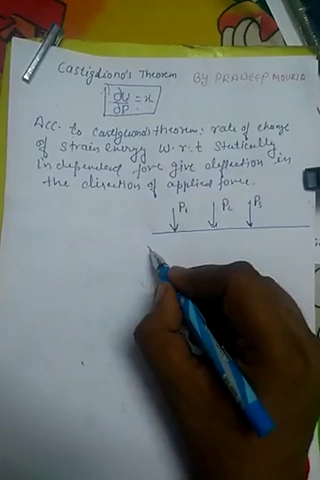 Castigliono's Theorem BY PRADEEP MOURYA
∂U/∂P = x
Acc. to Castigliono's theorem: rate of change
of strain energy w.r.t Statically
Independent force give deflection in
the direction of applied force.
P1 P2 P3